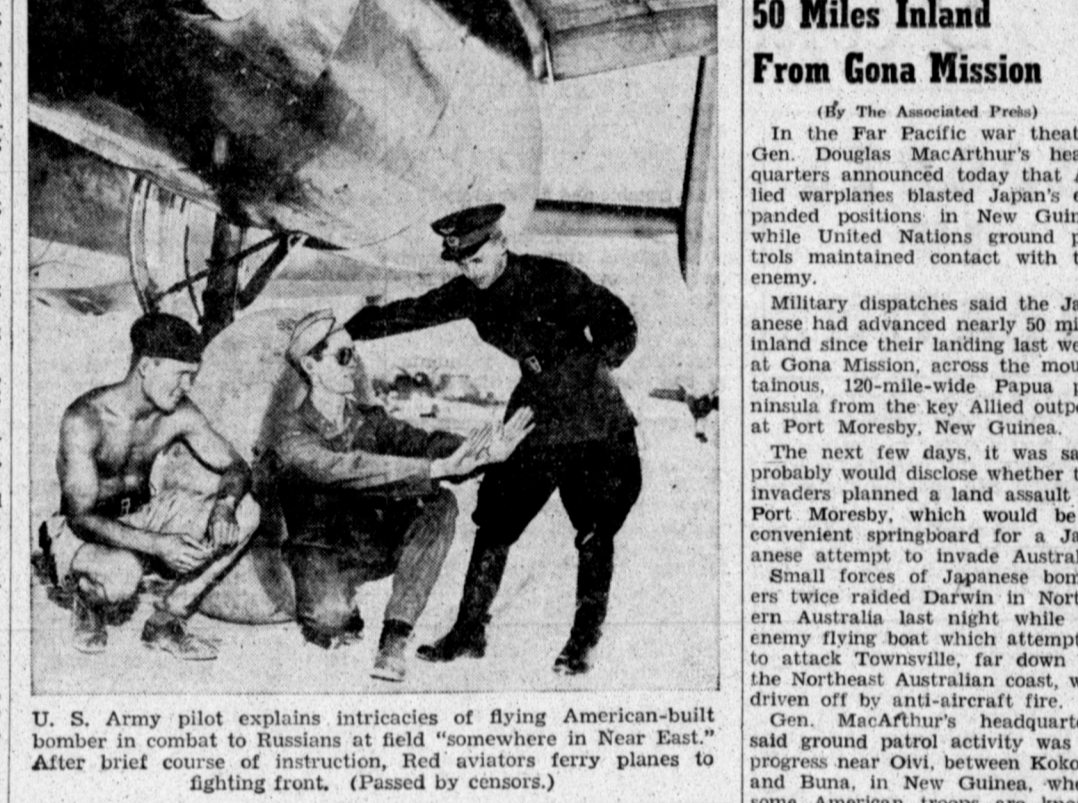 U. S. Army pilot explains intricacies of flying American-built
bomber in combat to Russians at field "somewhere in Near East."
After brief course of instruction, Red aviators ferry planes to
fighting front. (Passed by censors.)
50 Miles Inland
From Gona Mission
(By The Associated Press)
In the Far Pacific war theat
Gen. Douglas MacArthur's hea
quarters announced today that A
lied warplanes blasted Japan's e
panded positions in New Guin
while United Nations ground p
trols maintained contact with t
enemy.
Military dispatches said the Ja
anese had advanced nearly 50 mi
inland since their landing last we
at Gona Mission, across the mou
tainous, 120-mile-wide Papua p
ninsula from the key Allied outp
at Port Moresby, New Guinea.
The next few days, it was sa
probably would disclose whether t
invaders planned a land assault
Port Moresby, which would be
convenient springboard for a Ja
anese attempt to invade Austral
Small forces of Japanese bom
ers twice raided Darwin in Nort
ern Australia last night while
enemy flying boat which attempt
to attack Townsville, far down
the Northeast Australian coast, w
driven off by anti-aircraft fire.
Gen. MacArthur's headquart
said ground patrol activity was
progress near Oivi, between Koko
and Buna, in New Guinea, whe
some American troops are